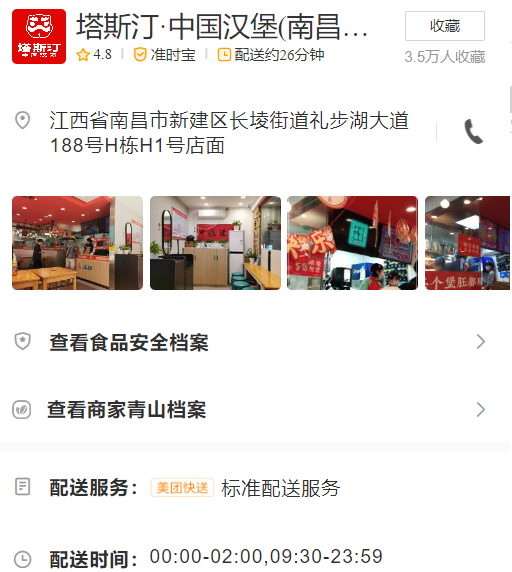 塔斯汀·中国汉堡(南昌…
收藏
塔斯汀
中国汉堡
4.8
准时宝
配送约26分钟
3.5万人收藏
江西省南昌市新建区长堎街道礼步湖大道
188号H栋H1号店面
查看食品安全档案
查看商家青山档案
配送服务：
美团快送
标准配送服务
配送时间：
00:00-02:00,09:30-23:59